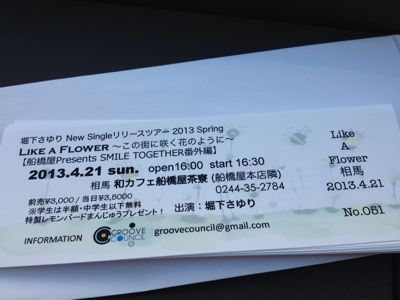 堀下さゆり New Singleリリースツアー 2013 Spring
LIKE A FLOWER ～この街に咲く花のように～
【船橋屋Presents SMILE TOGETHER番外編】
2013.4.21 sun. open16:00 start 16:30
相馬 和カフェ船橋屋茶寮 (船橋屋本店隣)
0244-35-2784
前売¥3,000 / 当日¥3,500
※学生は半額・中学生以下無料
特製レモンバードまんじゅうプレゼント!
出演：堀下さゆり
INFORMATION GROOVE COUNCIL groovecouncil@gmail.com
Like
A
Flower
相馬
2013.4.21
No.051